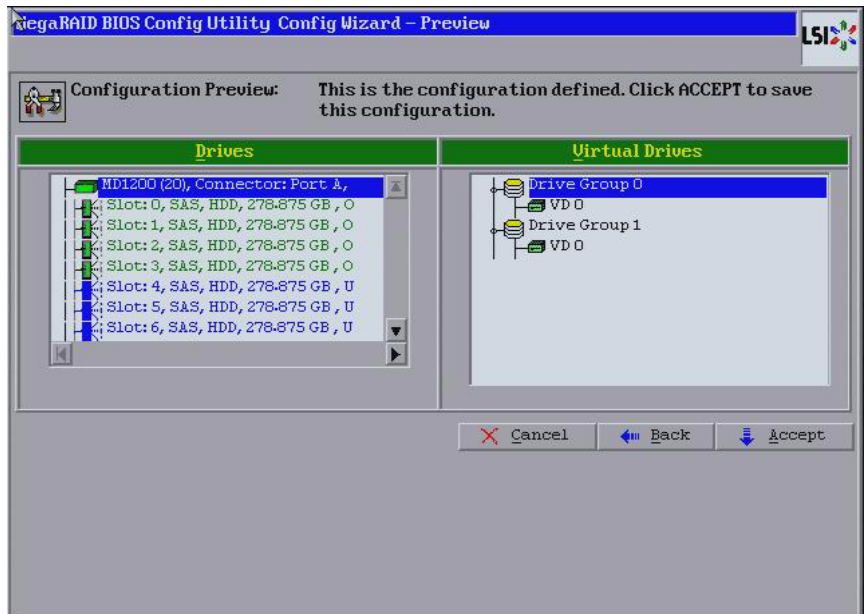 MegaRAID BIOS Config Utility Config Wizard – Preview
LSI
Configuration Preview: This is the configuration defined. Click ACCEPT to save
this configuration.
Drives
MD1200 (20), Connector: Port A,
Slot: 0, SAS, HDD, 278.875 GB , O
Slot: 1, SAS, HDD, 278.875 GB , O
Slot: 2, SAS, HDD, 278.875 GB , O
Slot: 3, SAS, HDD, 278.875 GB , O
Slot: 4, SAS, HDD, 278.875 GB , U
Slot: 5, SAS, HDD, 278.875 GB , U
Slot: 6, SAS, HDD, 278.875 GB , U
Virtual Drives
Drive Group 0
VD 0
Drive Group 1
VD 0
Cancel
Back
Accept